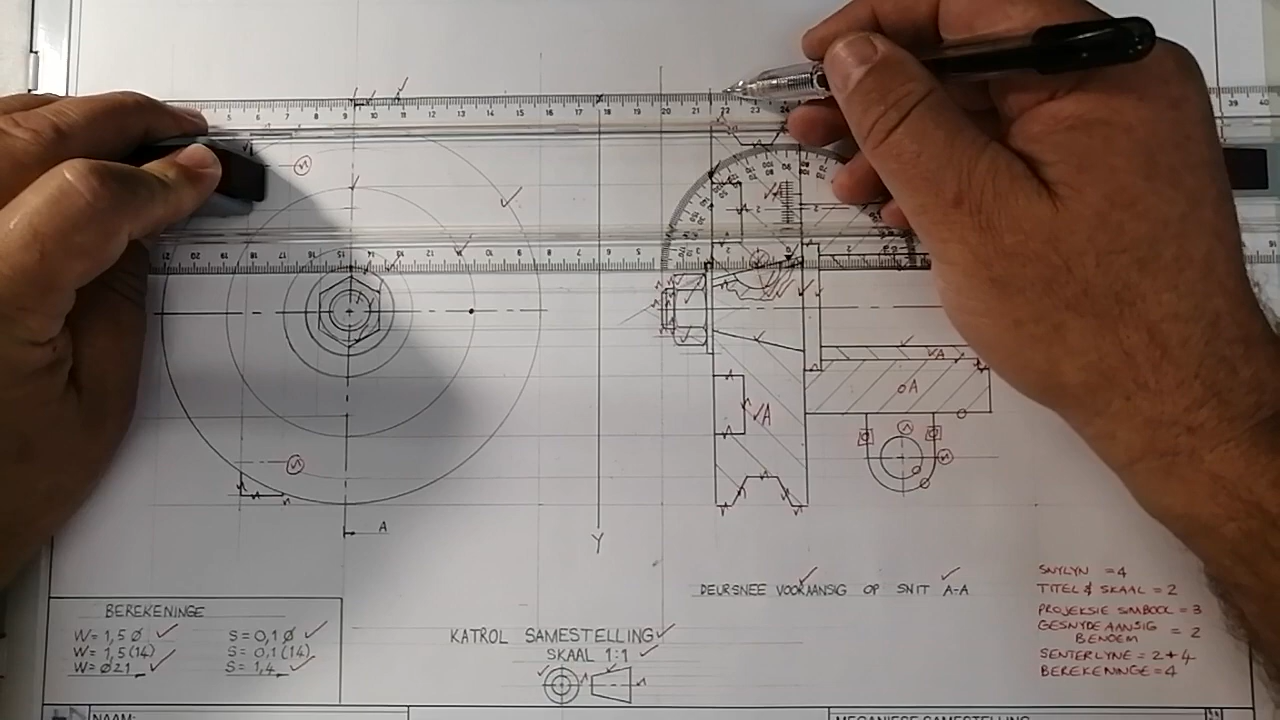 A
Y
A
A
A
DEURSNEE VOORAANSIG OP SNIT A-A
BEREKENINGE
W= 1,5 Ø
W= 1,5(14)
W= Ø21
S= 0,1 Ø
S= 0,1(14)
S= 1,4
KATROL SAMESTELLING
SKAAL 1:1
SNYLYN =4
TITEL & SKAAL =2
PROJEKSIE SIMBOOL =3
GESNYDE AANSIG
BENOEM = 2
SENTERLYNE =2+4
BEREKENINGE =4
NAAM:
MEGANIESE SAMESTELLING